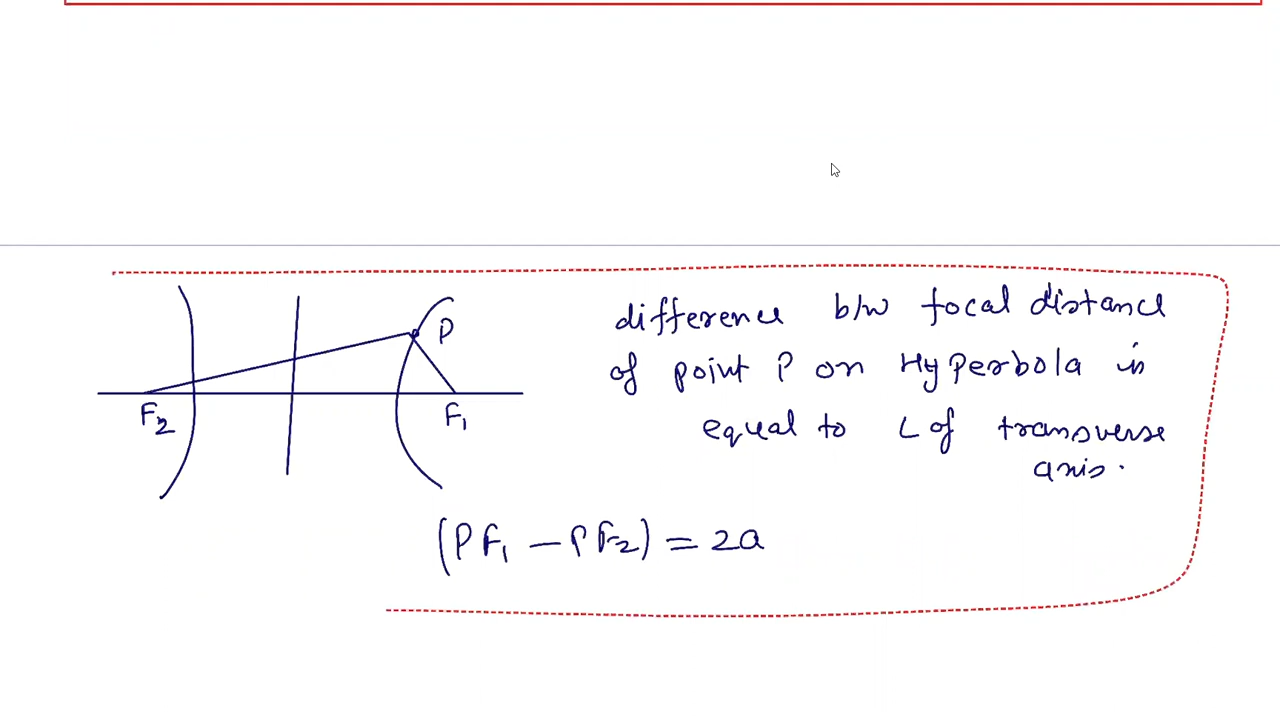 P
F₂
F₁
difference b/w focal distance
of point P on Hyperbola is
equal to L of transverse
axis.
(PF₁ - PF₂) = 2a